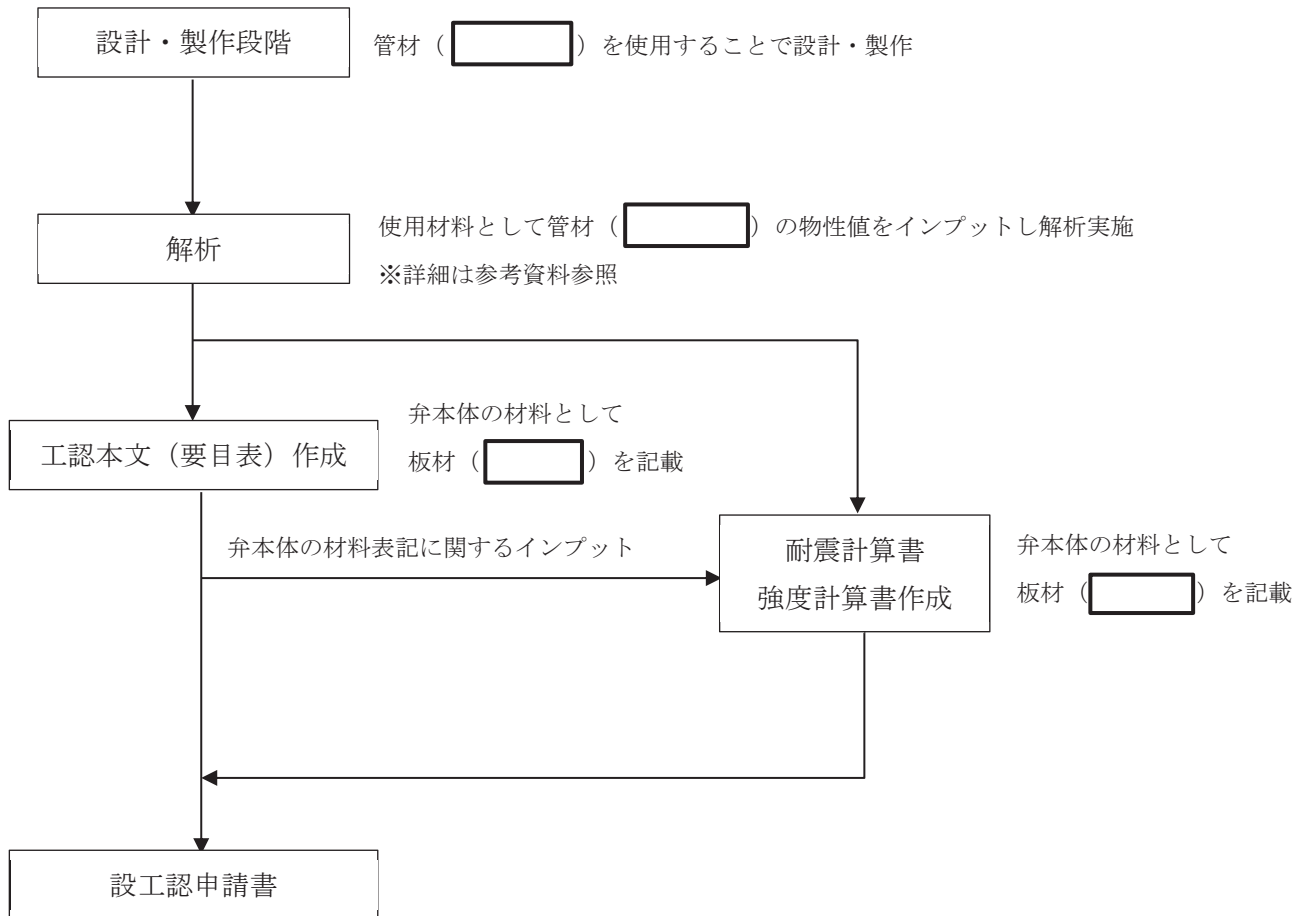 設計・製作段階
管材（　　　）を使用することで設計・製作
解析
使用材料として管材（　　　）の物性値をインプットし解析実施
※詳細は参考資料参照
工認本文（要目表）作成
弁本体の材料として
板材（　　　）を記載
弁本体の材料表記に関するインプット
耐震計算書
強度計算書作成
弁本体の材料として
板材（　　　）を記載
設工認申請書